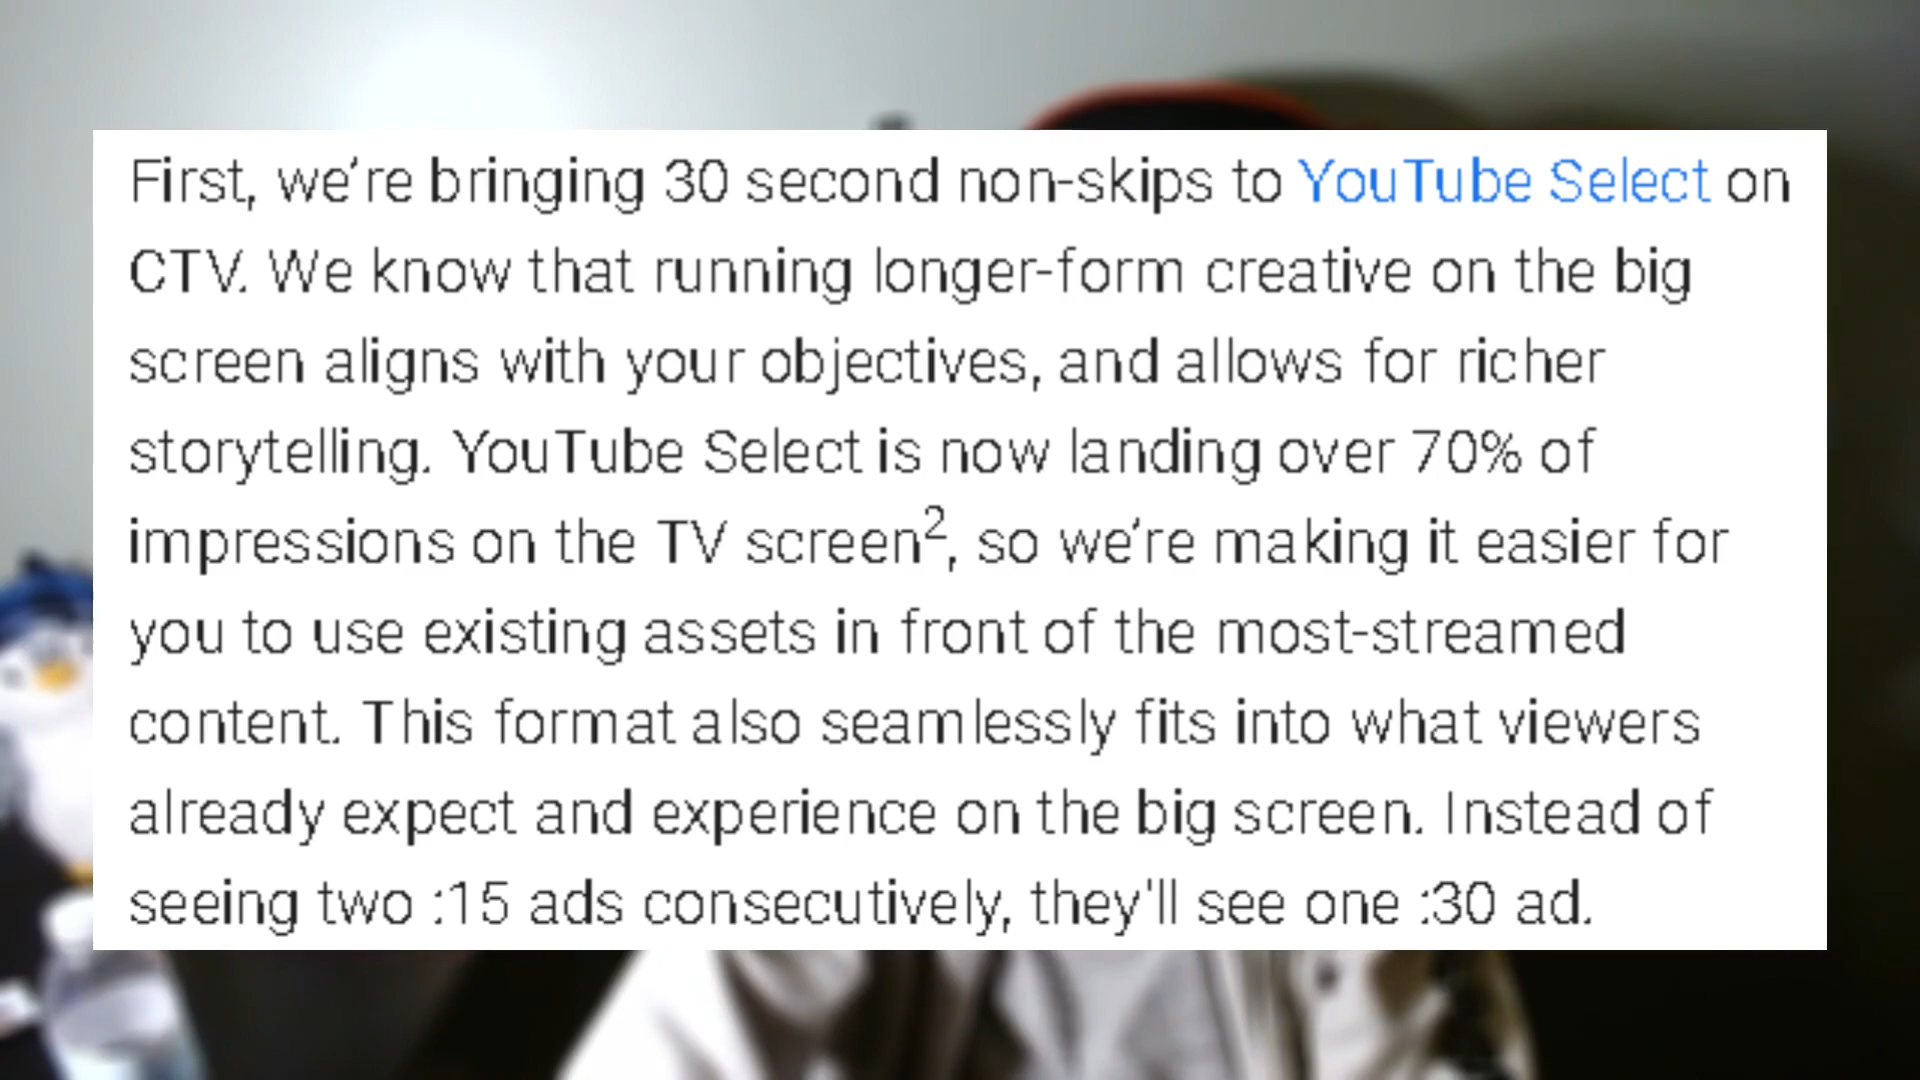 First, we’re bringing 30 second non-skips to YouTube Select on
CTV. We know that running longer-form creative on the big
screen aligns with your objectives, and allows for richer
storytelling. YouTube Select is now landing over 70% of
impressions on the TV screen², so we’re making it easier for
you to use existing assets in front of the most-streamed
content. This format also seamlessly fits into what viewers
already expect and experience on the big screen. Instead of
seeing two :15 ads consecutively, they'll see one :30 ad.